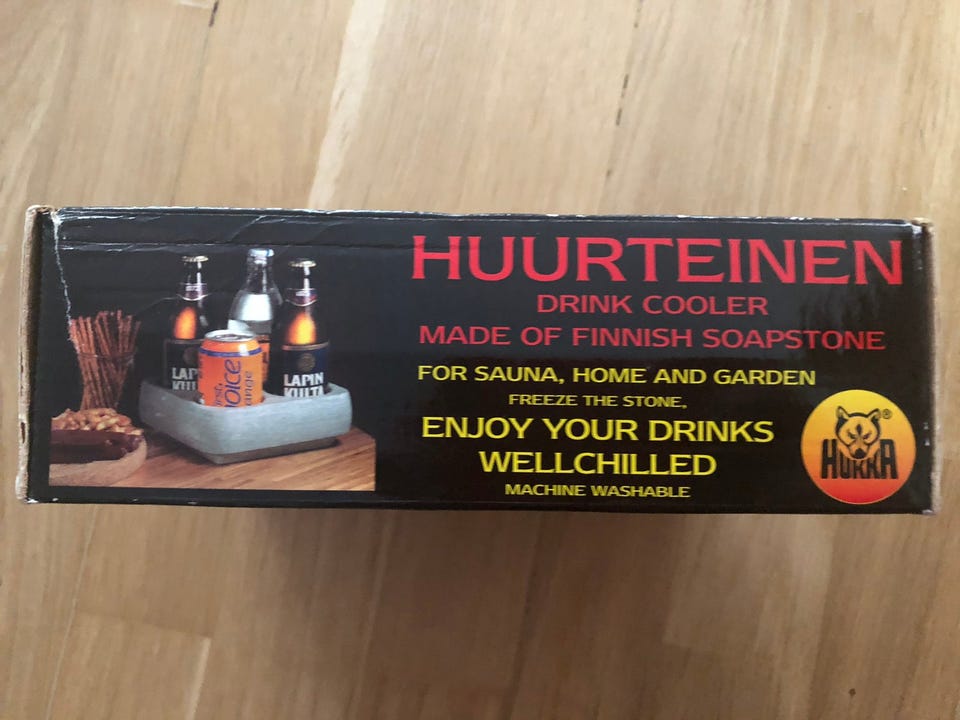 HUURTEINEN
DRINK COOLER
MADE OF FINNISH SOAPSTONE
FOR SAUNA, HOME AND GARDEN
FREEZE THE STONE,
ENJOY YOUR DRINKS
WELLCHILLED
MACHINE WASHABLE
HUKKA
®
LAPIN
LAPIN
KULTA